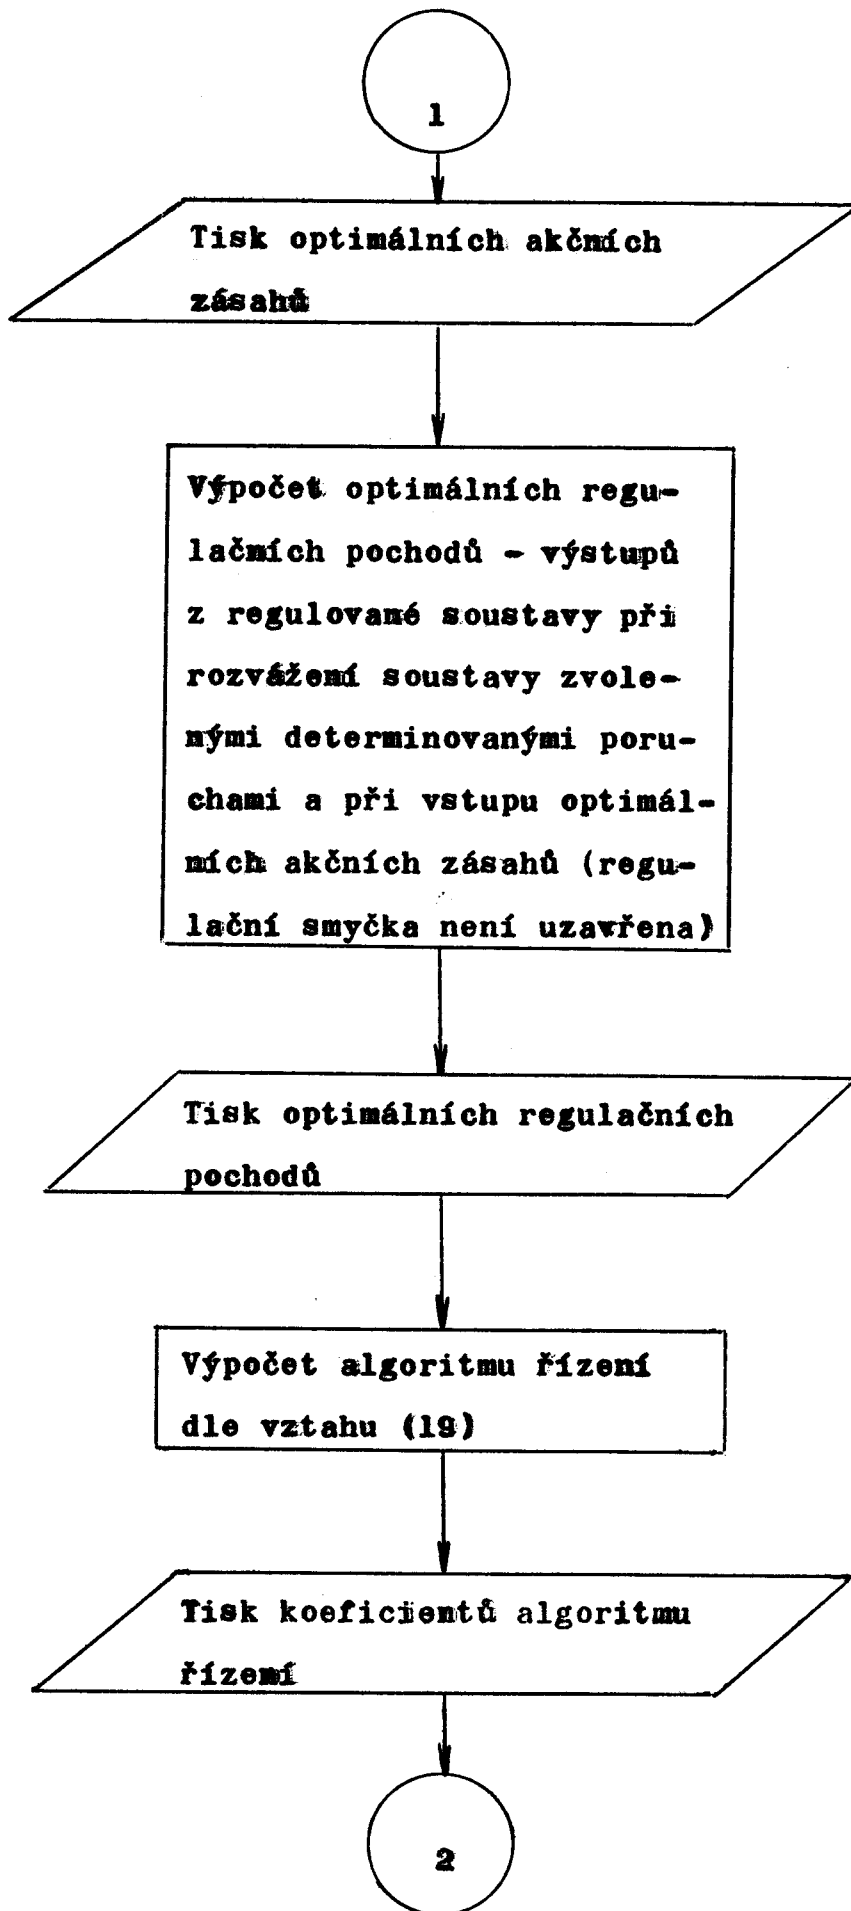 1
Tisk optimálních akčních
zásahů
Výpočet optimálních regu-
lačních pochodů - výstupů
z regulované soustavy při
rozvážení soustavy zvole-
nými determinovanými poru-
chami a při vstupu optimál-
ních akčních zásahů (regu-
lační smyčka není uzavřena)
Tisk optimálních regulačních
pochodů
Výpočet algoritmu řízení
dle vztahu (19)
Tisk koeficientů algoritmu
řízení
2